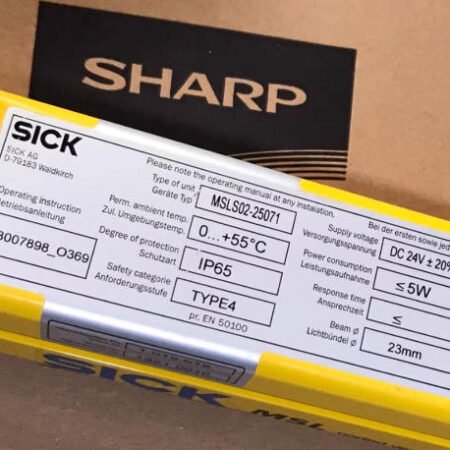 SHARP
SICK
SICK AG
D-79183 Waldkirch
Please note the operating manual at any instalation.
Bei der ersten sowie
Operating instruction
Betriebsanleitung
8007898_O369
Type of unit
Geräte Typ
MSLS02-25071
Perm. ambient temp.
Zul. Umgebungstemp.
0...+55°C
Degree of protection
Schutzart
IP65
Safety categorie
Anforderungsstufe
TYPE4
pr. EN 50100
Supply voltage
Versorgungsspannung
DC 24V ± 20%
Power consumption
Leistungsaufnahme
≤5W
Response time
Ansprechzeit
≤
Beam ø
Lichtbündel ø
23mm
SICK
MSL